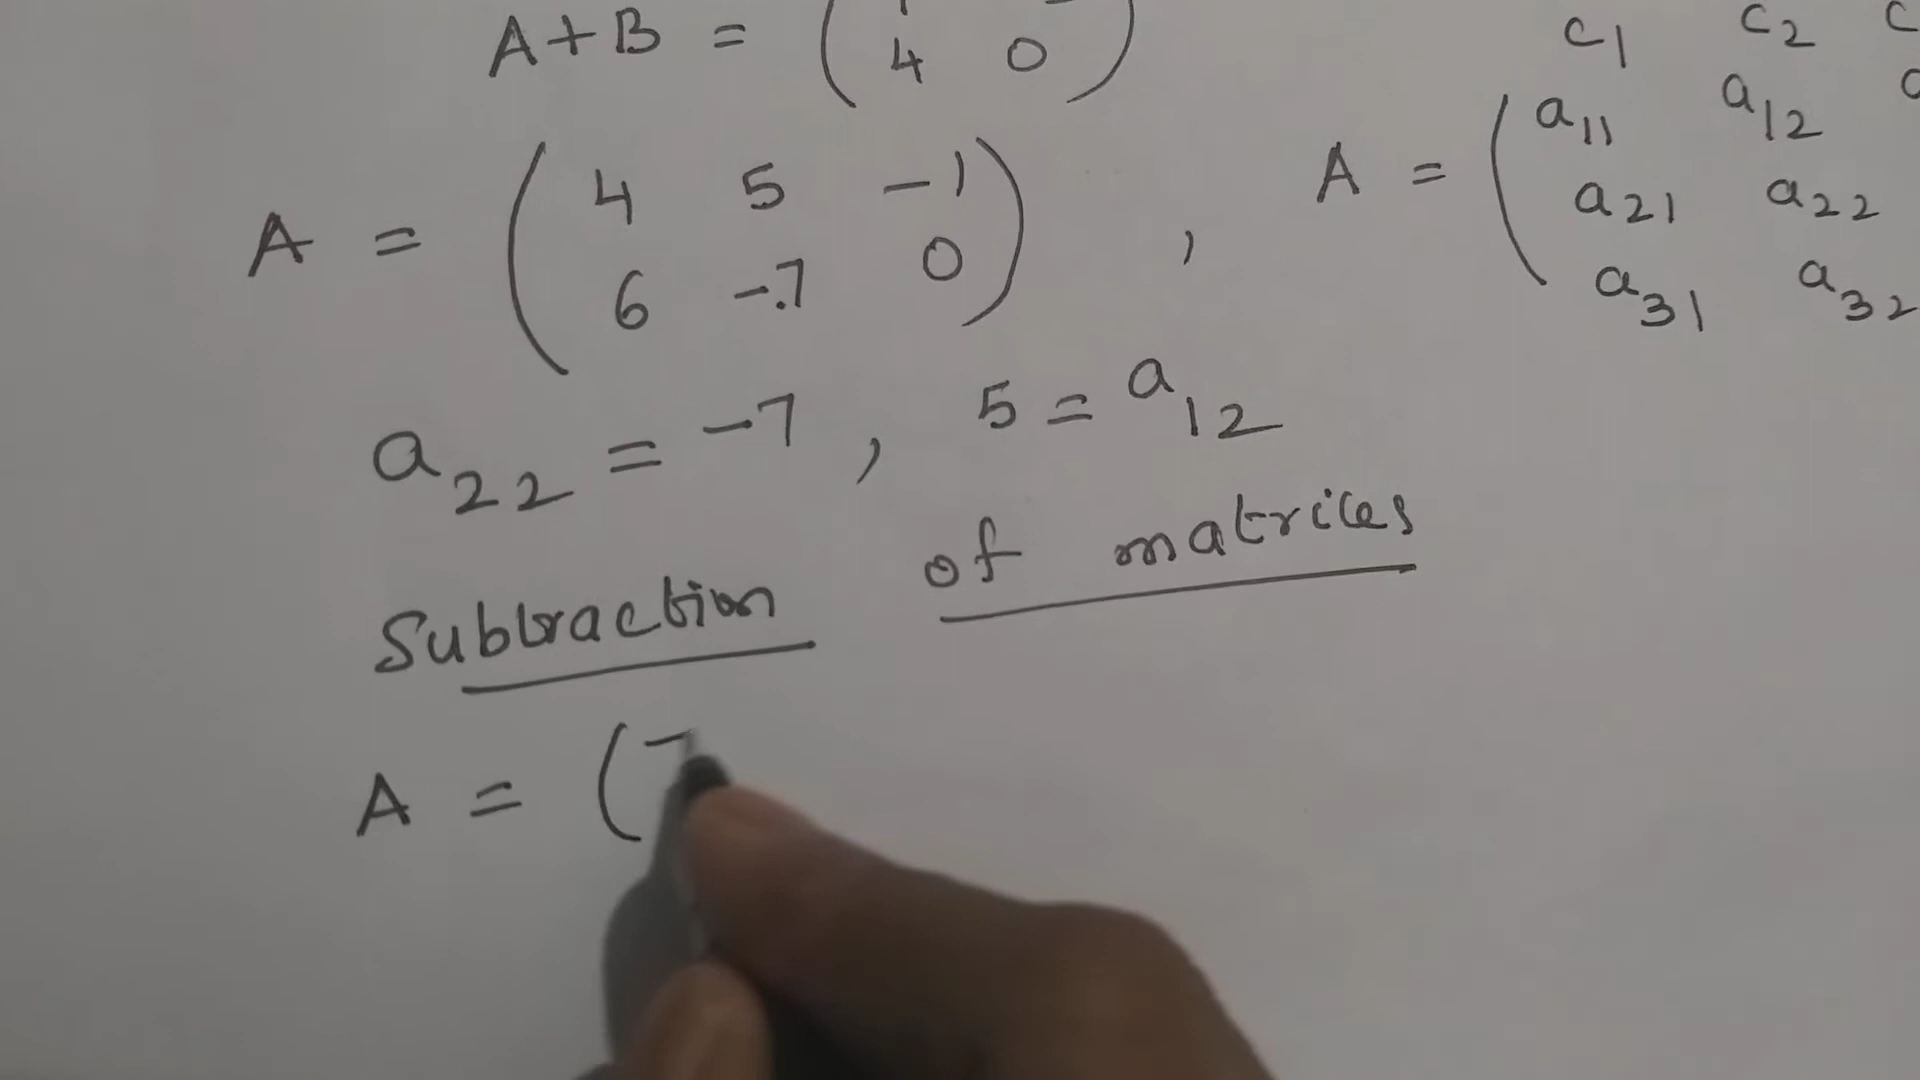 A+B = ( 4 0 )
c1 c2
A = ( 4 5 -1
6 -7 0 ) , A = ( a11 a12
a21 a22
a31 a32
a22 = -7 , 5 = a12
Subtraction of matrices
A = (